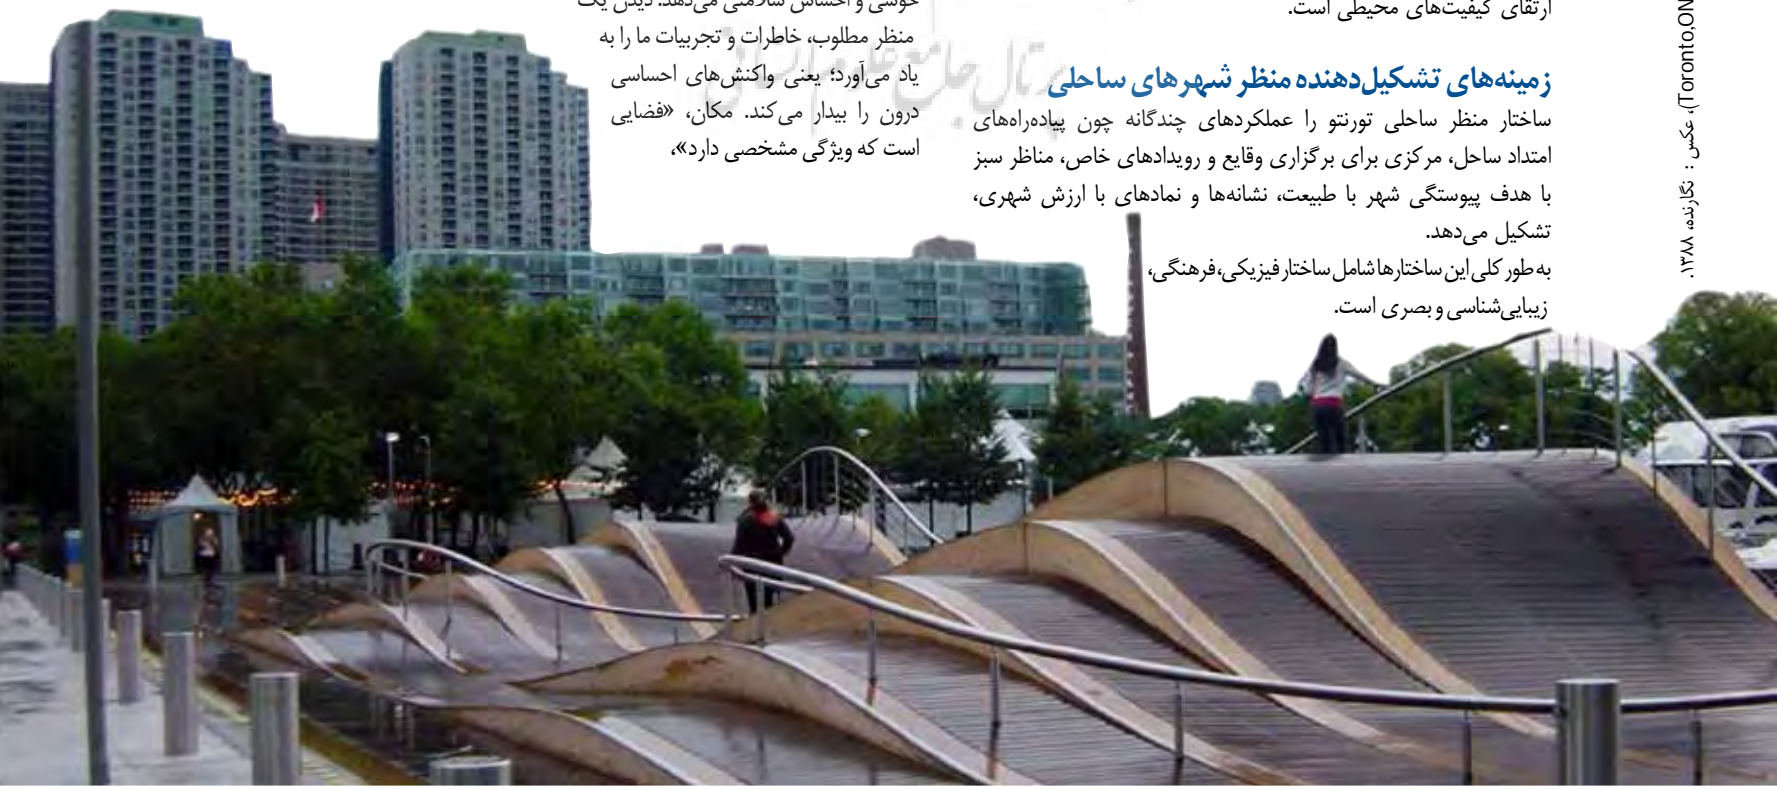 ارتقای کیفیت‌های محیطی است.
زمینه‌های تشکیل‌دهنده منظر شهرهای ساحلی
ساختار منظر ساحلی تورنتو را عملکردهای چندگانه چون پیاده‌راه‌های
امتداد ساحل، مرکزی برای برگزاری وقایع و رویدادهای خاص، مناظر سبز
با هدف پیوستگی شهر با طبیعت، نشانه‌ها و نمادهای با ارزش شهری،
تشکیل می‌دهد.
به‌طور کلی این ساختارها شامل ساختار فیزیکی، فرهنگی،
زیبایی‌شناسی و بصری است.
خوشی و احساس سلامتی می‌دهد. دیدن یک
منظر مطلوب، خاطرات و تجربیات ما را به
یاد می‌آورد؛ یعنی واکنش‌های احساسی
درون را بیدار می‌کند. مکان، «فضایی
است که ویژگی مشخصی دارد»،
پرتال جامع علوم انسانی
Toronto,ON)، عکس : نگارنده، ۱۳۸۸.